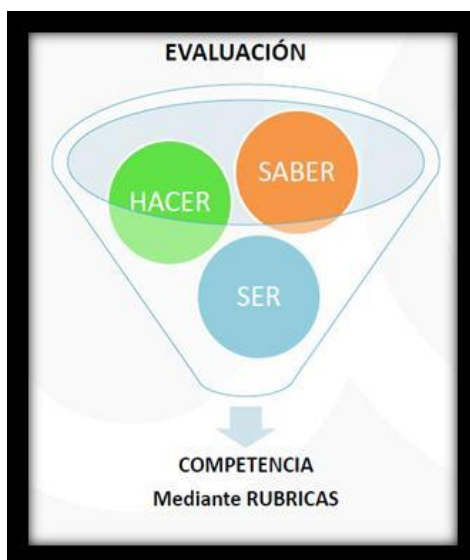 EVALUACIÓN
SABER
HACER
SER
COMPETENCIA
Mediante RUBRICAS